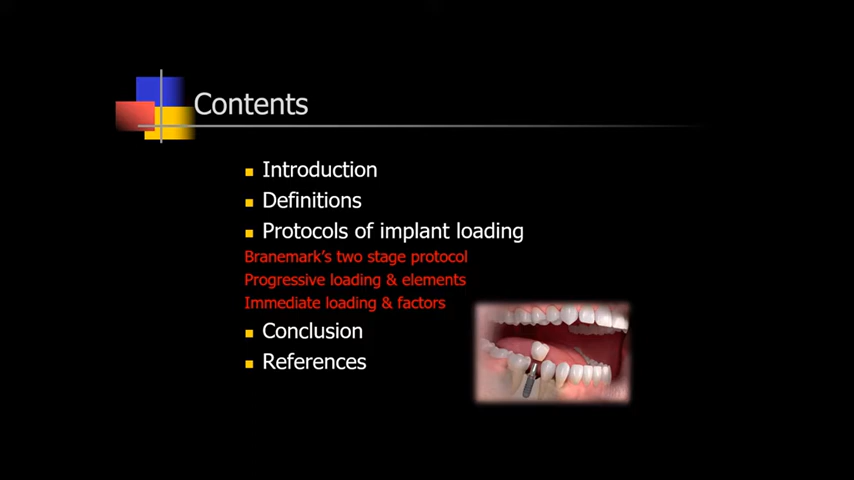 Contents
Introduction
Definitions
Protocols of implant loading
Branemark's two stage protocol
Progressive loading & elements
Immediate loading & factors
Conclusion
References